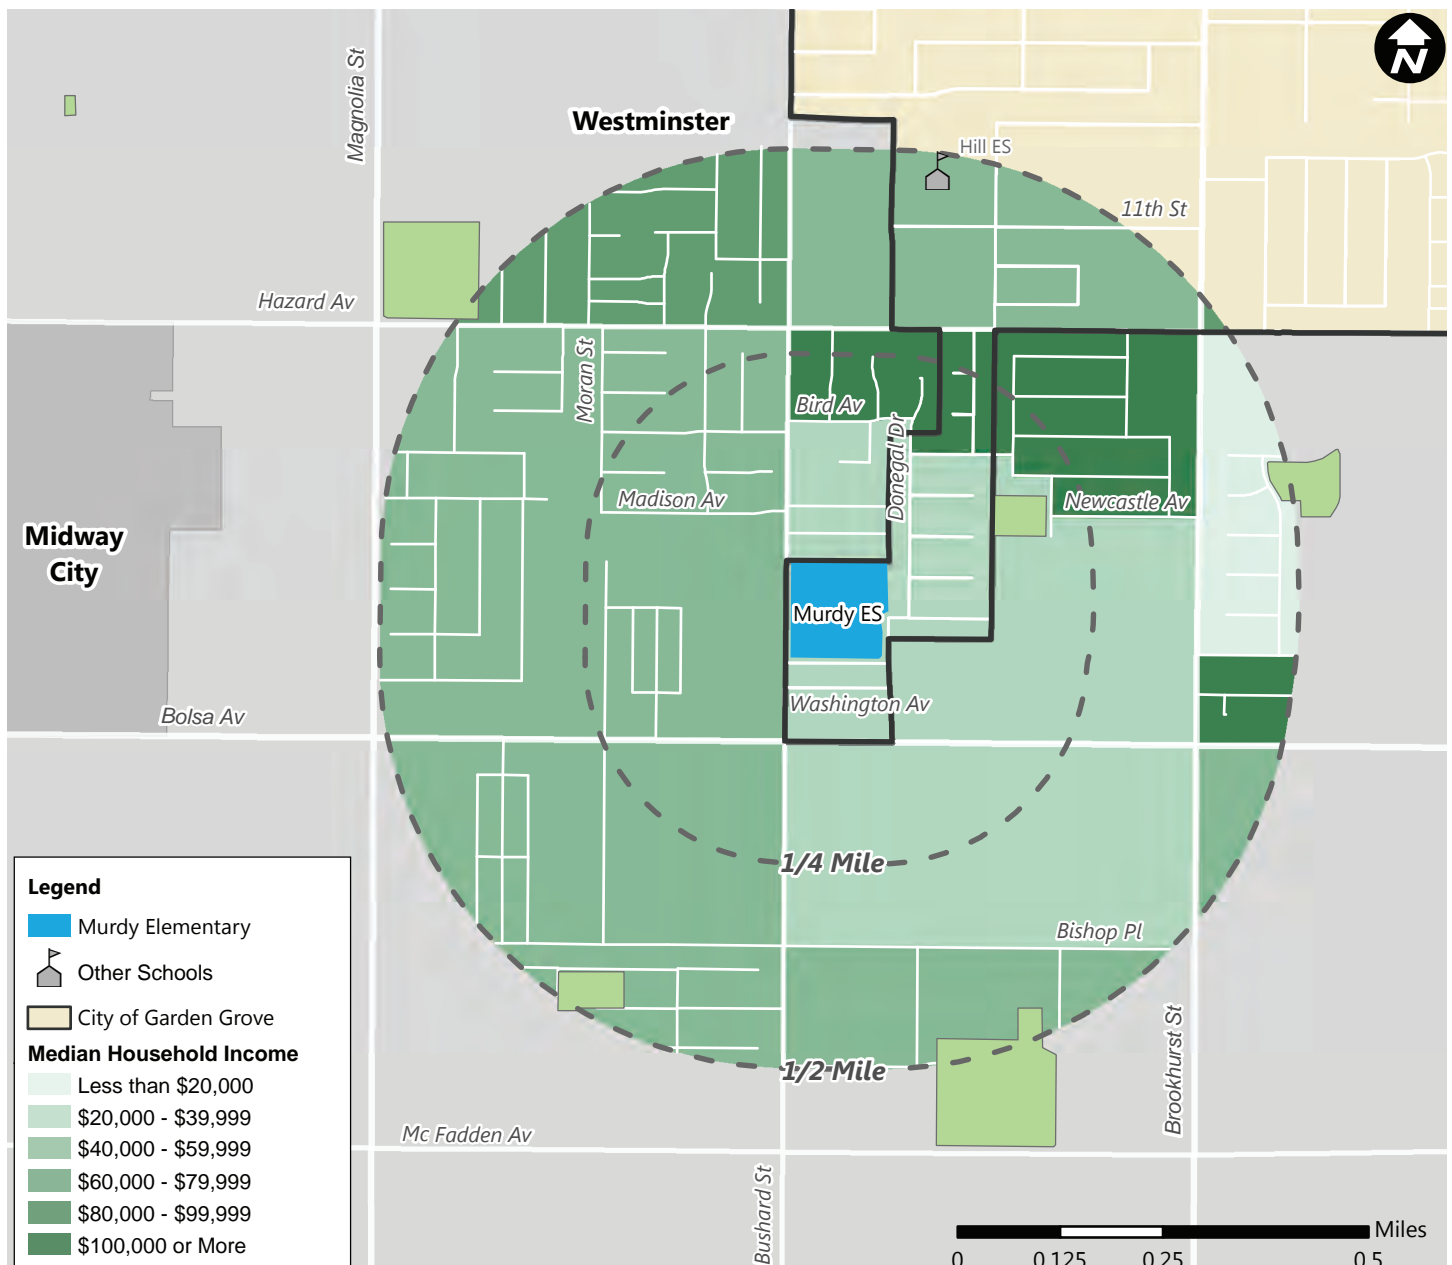 N
Magnolia St
Westminster
Hill ES
11th St
Hazard Av
Moran St
Bird Av
Donegal Dr
Madison Av
Newcastle Av
Midway
City
Murdy ES
Washington Av
Bolsa Av
1/4 Mile
Bishop Pl
1/2 Mile
Brookhurst St
Mc Fadden Av
Bushard St
Legend
Murdy Elementary
Other Schools
City of Garden Grove
Median Household Income
Less than $20,000
$20,000 - $39,999
$40,000 - $59,999
$60,000 - $79,999
$80,000 - $99,999
$100,000 or More
Miles
0 0.125 0.25 0.5